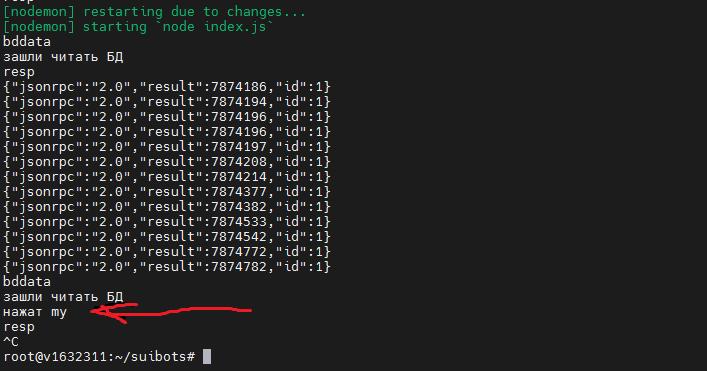 resp
[nodemon] restarting due to changes...
[nodemon] starting `node index.js`
bddata
зашли читать БД
resp
{"jsonrpc":"2.0","result":7874186,"id":1}
{"jsonrpc":"2.0","result":7874194,"id":1}
{"jsonrpc":"2.0","result":7874196,"id":1}
{"jsonrpc":"2.0","result":7874196,"id":1}
{"jsonrpc":"2.0","result":7874197,"id":1}
{"jsonrpc":"2.0","result":7874208,"id":1}
{"jsonrpc":"2.0","result":7874214,"id":1}
{"jsonrpc":"2.0","result":7874377,"id":1}
{"jsonrpc":"2.0","result":7874382,"id":1}
{"jsonrpc":"2.0","result":7874533,"id":1}
{"jsonrpc":"2.0","result":7874542,"id":1}
{"jsonrpc":"2.0","result":7874772,"id":1}
{"jsonrpc":"2.0","result":7874782,"id":1}
bddata
зашли читать БД
нажат my
resp
^C
root@v1632311:~/suibots#